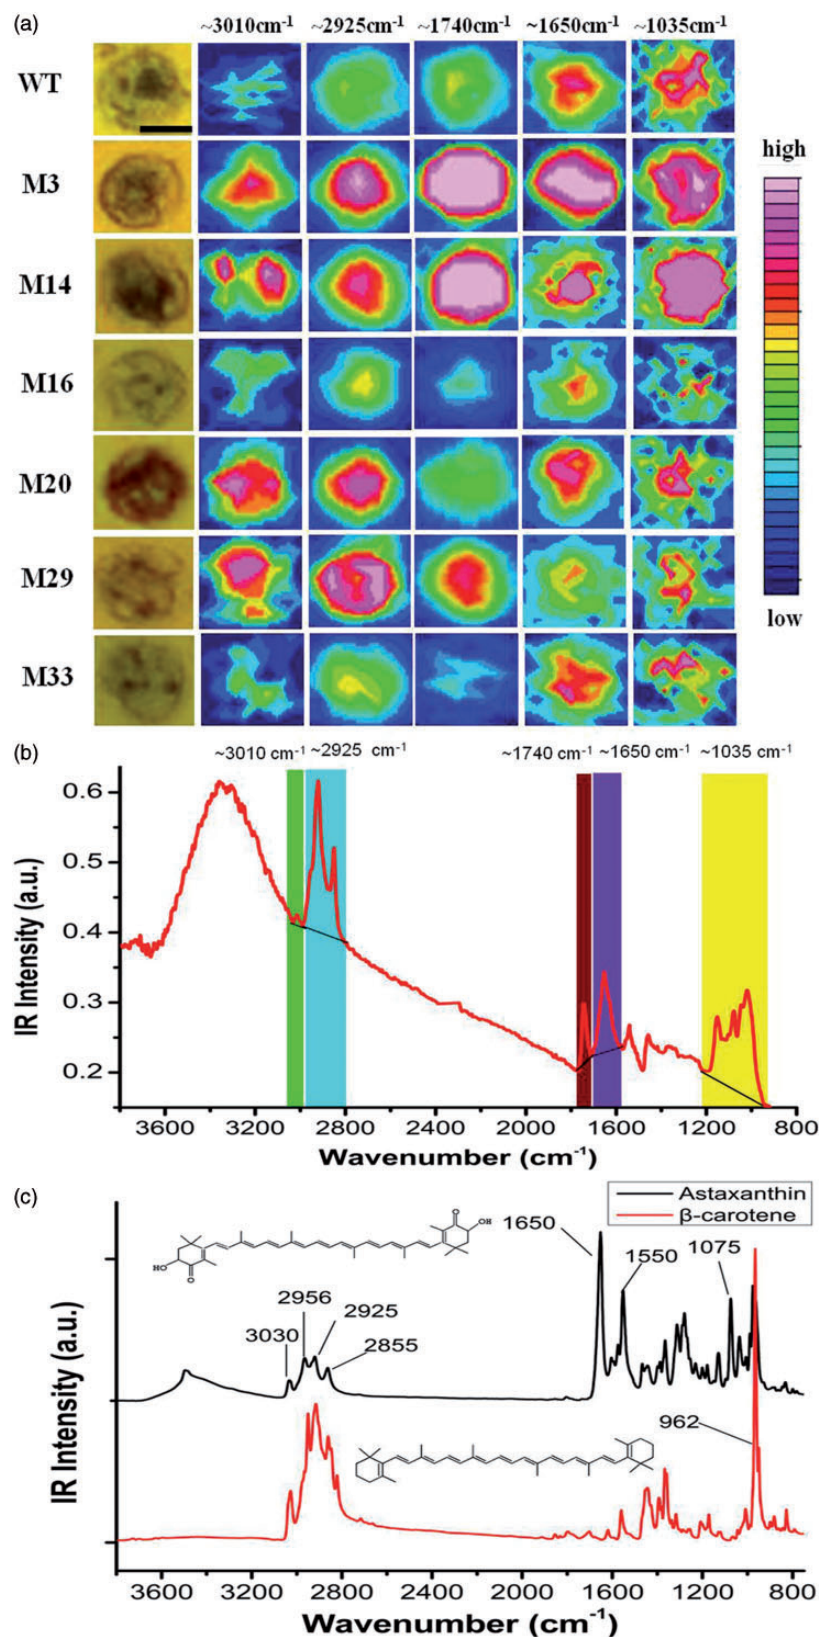 (a)
~3010cm⁻¹ ~2925cm⁻¹ ~1740cm⁻¹ ~1650cm⁻¹ ~1035cm⁻¹
WT
high
M3
M14
M16
M20
M29
low
M33
(b)
~3010 cm⁻¹ ~2925 cm⁻¹ ~1740 cm⁻¹ ~1650 cm⁻¹ ~1035 cm⁻¹
0.6
0.5
0.4
0.3
0.2
IR Intensity (a.u.)
3600 3200 2800 2400 2000 1600 1200 800
Wavenumber (cm⁻¹)
(c)
Astaxanthin
β-carotene
1650
1550
1075
O
OH
HO
O
2956
2925
3030
2855
962
IR Intensity (a.u.)
3600 3200 2800 2400 2000 1600 1200 800
Wavenumber (cm⁻¹)